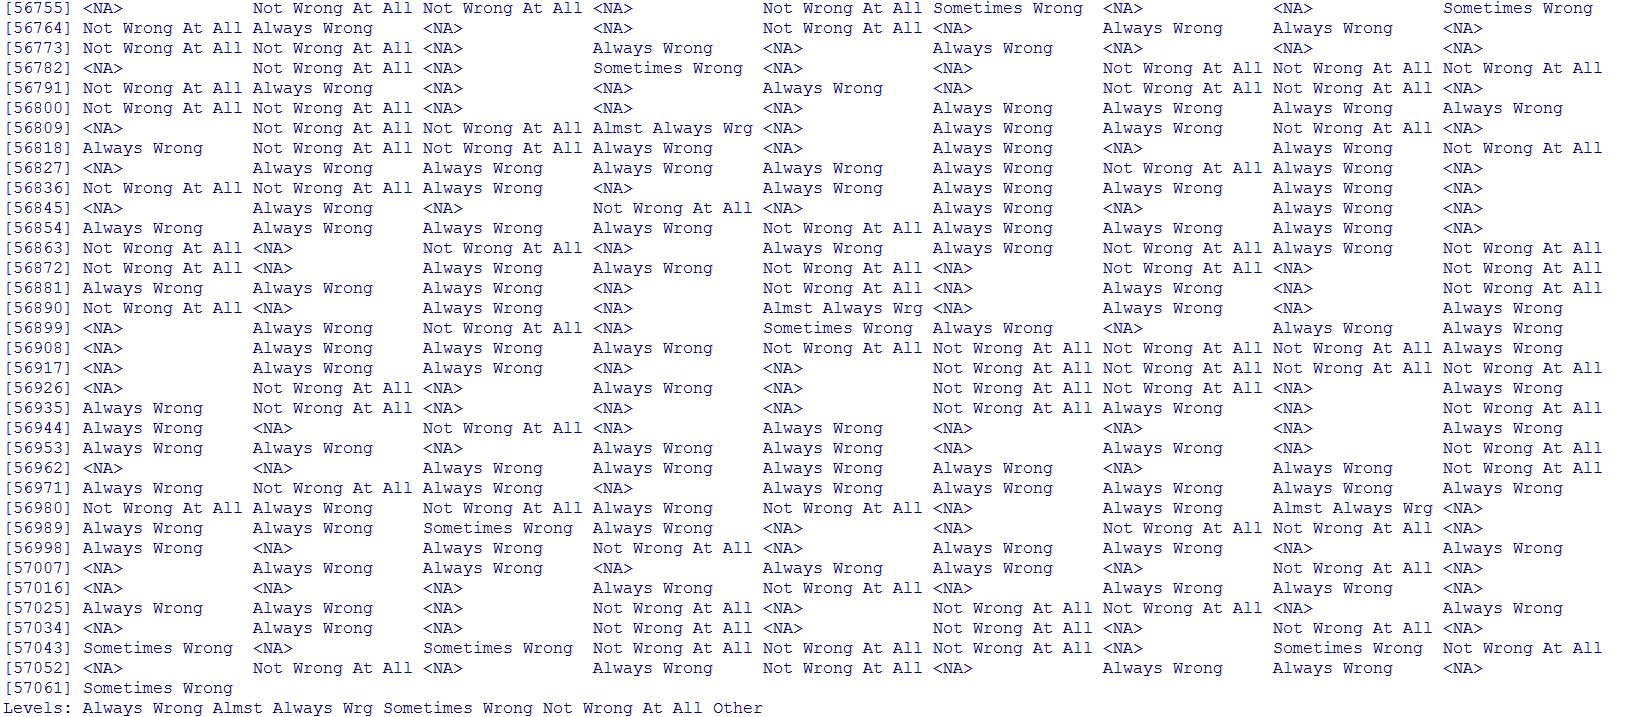 [56755] <NA>             Not Wrong At All Not Wrong At All <NA>             Not Wrong At All Sometimes Wrong  <NA>             <NA>             Sometimes Wrong
[56764] Not Wrong At All Always Wrong     <NA>             <NA>             Not Wrong At All <NA>             Always Wrong     Always Wrong     <NA>
[56773] Not Wrong At All Not Wrong At All <NA>             Always Wrong     <NA>             Always Wrong     <NA>             <NA>             <NA>
[56782] <NA>             Not Wrong At All <NA>             Sometimes Wrong  <NA>             <NA>             Not Wrong At All Not Wrong At All Not Wrong At All
[56791] Not Wrong At All Always Wrong     <NA>             <NA>             Always Wrong     <NA>             Not Wrong At All Not Wrong At All <NA>
[56800] Not Wrong At All Not Wrong At All <NA>             <NA>             <NA>             Always Wrong     Always Wrong     Always Wrong     Always Wrong
[56809] <NA>             Not Wrong At All Not Wrong At All Almst Always Wrg <NA>             Always Wrong     Always Wrong     Not Wrong At All <NA>
[56818] Always Wrong     Not Wrong At All Not Wrong At All Always Wrong     <NA>             Always Wrong     <NA>             Always Wrong     Not Wrong At All
[56827] <NA>             Always Wrong     Always Wrong     Always Wrong     Always Wrong     Always Wrong     Not Wrong At All Always Wrong     <NA>
[56836] Not Wrong At All Not Wrong At All Always Wrong     <NA>             Always Wrong     Always Wrong     Always Wrong     Always Wrong     <NA>
[56845] <NA>             Always Wrong     <NA>             Not Wrong At All <NA>             Always Wrong     <NA>             Always Wrong     <NA>
[56854] Always Wrong     Always Wrong     Always Wrong     Always Wrong     Not Wrong At All Always Wrong     Always Wrong     Always Wrong     <NA>
[56863] Not Wrong At All <NA>             Not Wrong At All <NA>             Always Wrong     Always Wrong     Not Wrong At All Always Wrong     Not Wrong At All
[56872] Not Wrong At All <NA>             Always Wrong     Always Wrong     Not Wrong At All <NA>             Not Wrong At All <NA>             Not Wrong At All
[56881] Always Wrong     Always Wrong     Always Wrong     <NA>             Not Wrong At All <NA>             Always Wrong     <NA>             Not Wrong At All
[56890] Not Wrong At All <NA>             Always Wrong     <NA>             Almst Always Wrg <NA>             Always Wrong     <NA>             Always Wrong
[56899] <NA>             Always Wrong     Not Wrong At All <NA>             Sometimes Wrong  Always Wrong     <NA>             Always Wrong     Always Wrong
[56908] <NA>             Always Wrong     Always Wrong     Always Wrong     Not Wrong At All Not Wrong At All Not Wrong At All Not Wrong At All Always Wrong
[56917] <NA>             Always Wrong     Always Wrong     <NA>             <NA>             Not Wrong At All Not Wrong At All Not Wrong At All Not Wrong At All
[56926] <NA>             Not Wrong At All <NA>             Always Wrong     <NA>             Not Wrong At All Not Wrong At All <NA>             Always Wrong
[56935] Always Wrong     Not Wrong At All <NA>             <NA>             <NA>             Not Wrong At All Always Wrong     <NA>             Not Wrong At All
[56944] Always Wrong     <NA>             Not Wrong At All <NA>             Always Wrong     <NA>             <NA>             <NA>             Always Wrong
[56953] Always Wrong     Always Wrong     <NA>             Always Wrong     Always Wrong     <NA>             Always Wrong     <NA>             Not Wrong At All
[56962] <NA>             <NA>             Always Wrong     Always Wrong     Always Wrong     Always Wrong     <NA>             Always Wrong     Not Wrong At All
[56971] Always Wrong     Not Wrong At All Always Wrong     <NA>             Always Wrong     Always Wrong     Always Wrong     Always Wrong     Always Wrong
[56980] Not Wrong At All Always Wrong     Not Wrong At All Always Wrong     Not Wrong At All <NA>             Always Wrong     Almst Always Wrg <NA>
[56989] Always Wrong     Always Wrong     Sometimes Wrong  Always Wrong     <NA>             <NA>             Not Wrong At All Not Wrong At All <NA>
[56998] Always Wrong     <NA>             Always Wrong     Not Wrong At All <NA>             Always Wrong     Always Wrong     <NA>             Always Wrong
[57007] <NA>             Always Wrong     Always Wrong     <NA>             Always Wrong     Always Wrong     <NA>             Not Wrong At All <NA>
[57016] <NA>             <NA>             <NA>             Always Wrong     Not Wrong At All <NA>             Always Wrong     Always Wrong     <NA>
[57025] Always Wrong     Always Wrong     <NA>             Not Wrong At All <NA>             Not Wrong At All Not Wrong At All <NA>             Always Wrong
[57034] <NA>             Always Wrong     <NA>             Not Wrong At All <NA>             Not Wrong At All <NA>             Not Wrong At All <NA>
[57043] Sometimes Wrong  <NA>             Sometimes Wrong  Not Wrong At All Not Wrong At All Not Wrong At All <NA>             Sometimes Wrong  Not Wrong At All
[57052] <NA>             Not Wrong At All <NA>             Always Wrong     Not Wrong At All <NA>             Always Wrong     Always Wrong     <NA>
[57061] Sometimes Wrong
Levels: Always Wrong Almst Always Wrg Sometimes Wrong Not Wrong At All Other